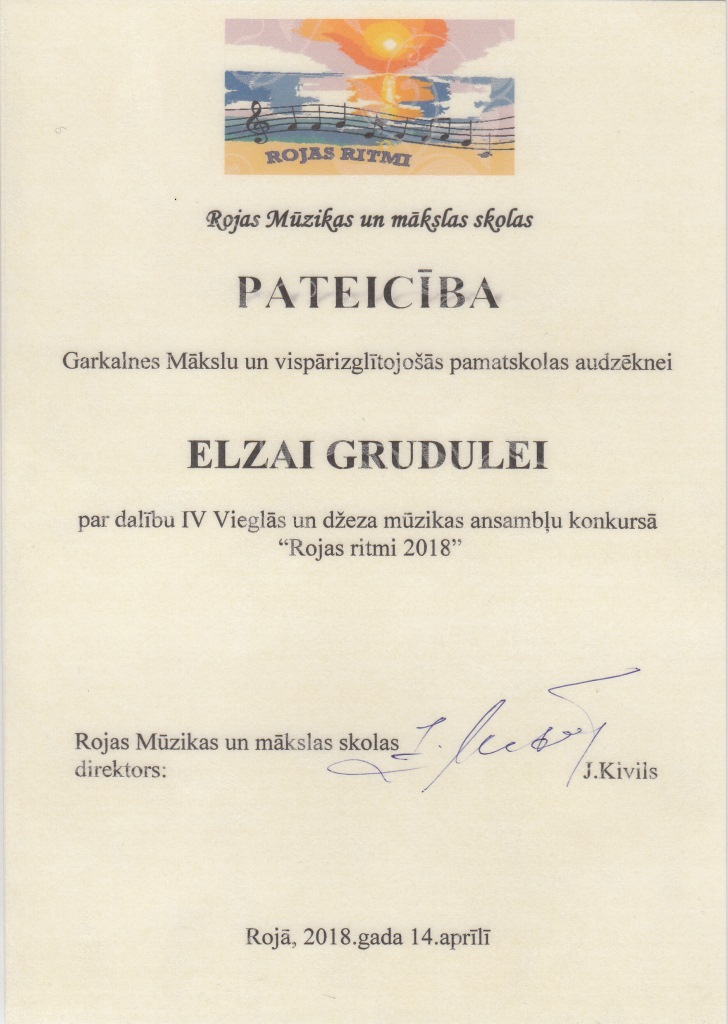 ROJAS RITMI
Rojas Mūzikas un mākslas skolas
PATEICĪBA
Garkalnes Mākslu un vispārizglītojošās pamatskolas audzēknei
ELZAI GRUDULEI
par dalību IV Vieglās un džeza mūzikas ansambļu konkursā
“Rojas ritmi 2018”
Rojas Mūzikas un mākslas skolas
direktors: J.Kivils
Rojā, 2018.gada 14.aprīlī